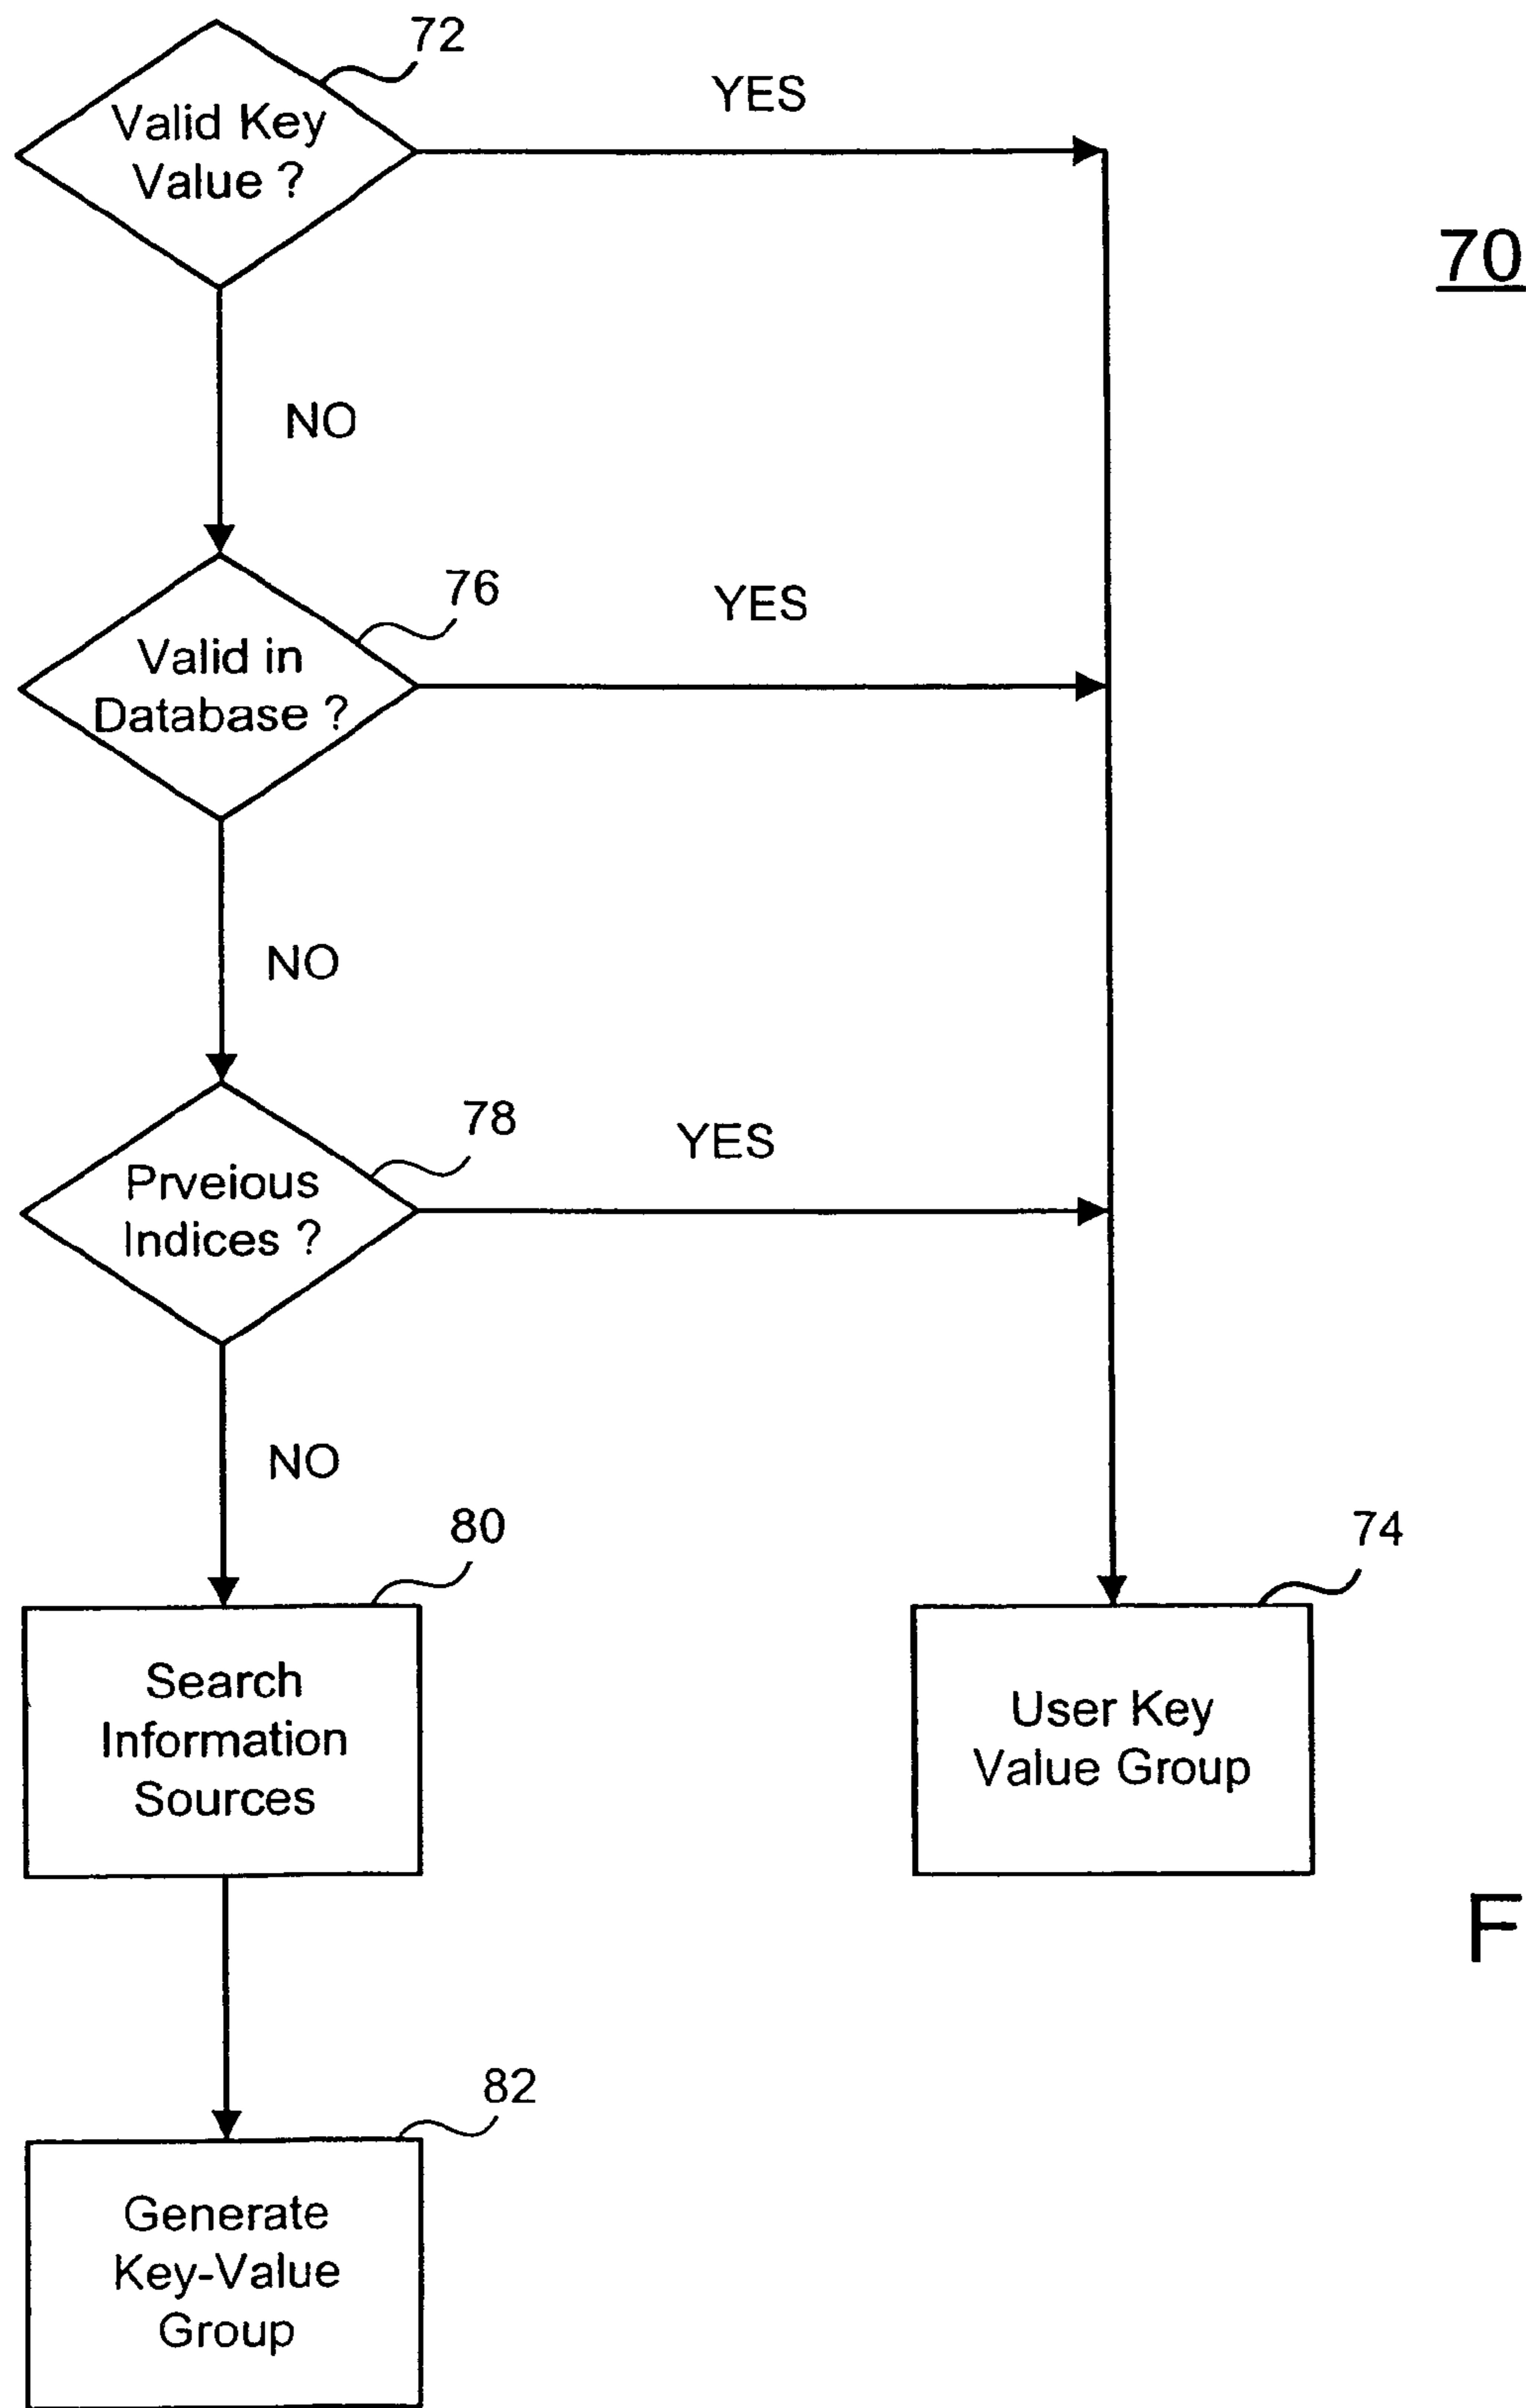 72
Valid Key
Value ?
YES
70
NO
76
Valid in
Database ?
YES
NO
78
Prveious
Indices ?
YES
NO
80
Search
Information
Sources
74
User Key
Value Group
F
82
Generate
Key-Value
Group